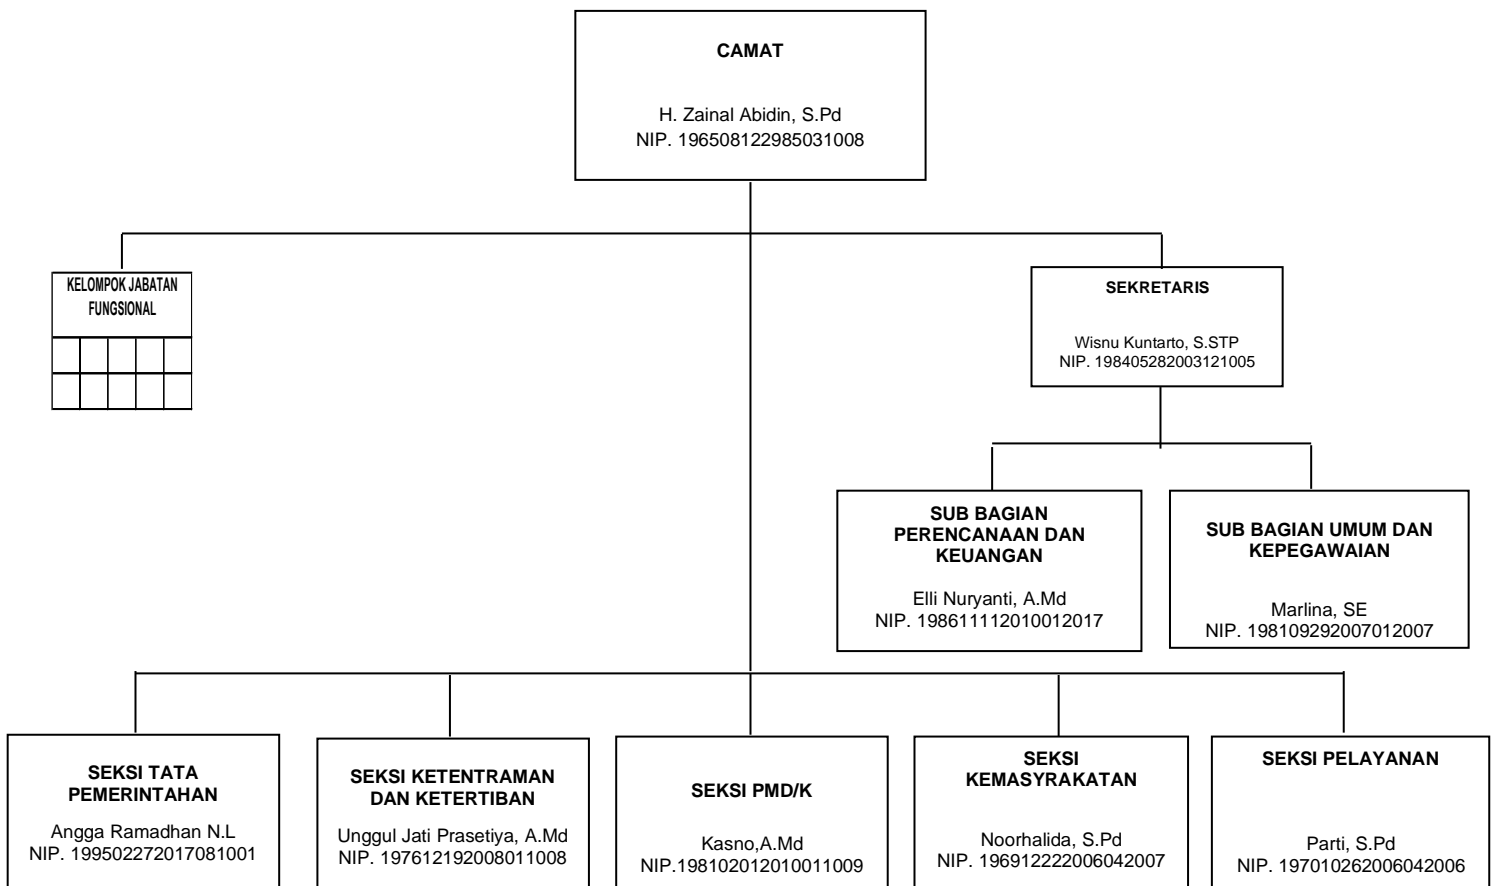 CAMAT
H. Zainal Abidin, S.Pd
NIP. 196508122985031008
KELOMPOK JABATAN
FUNGSIONAL
SEKRETARIS
Wisnu Kuntarto, S.STP
NIP. 198405282003121005
SUB BAGIAN
PERENCANAAN DAN
KEUANGAN
Elli Nuryanti, A.Md
NIP. 198611112010012017
SUB BAGIAN UMUM DAN
KEPEGAWAIAN
Marlina, SE
NIP. 198109292007012007
SEKSI TATA
PEMERINTAHAN
Angga Ramadhan N.L
NIP. 199502272017081001
SEKSI KETENTRAMAN
DAN KETERTIBAN
Unggul Jati Prasetiya, A.Md
NIP. 197612192008011008
SEKSI PMD/K
Kasno,A.Md
NIP.198102012010011009
SEKSI
KEMASYRAKATAN
Noorhalida, S.Pd
NIP. 196912222006042007
SEKSI PELAYANAN
Parti, S.Pd
NIP. 197010262006042006